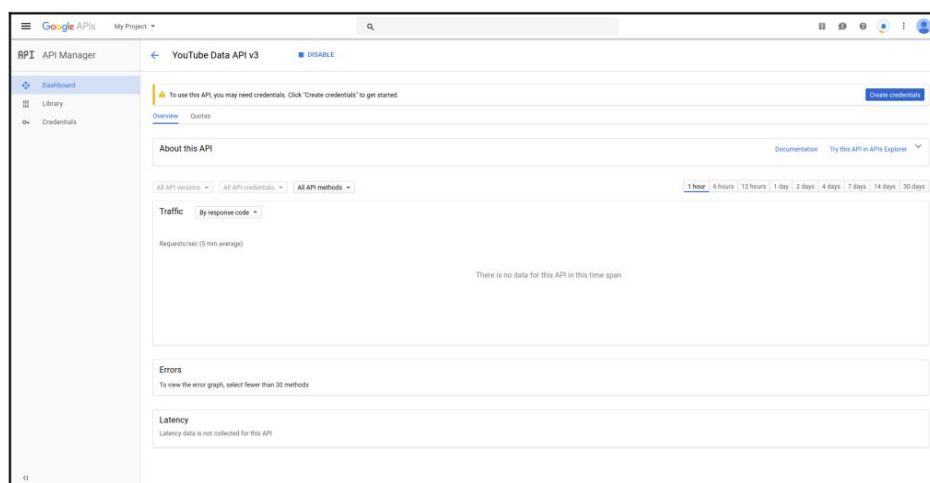 Google APIs My Project
API API Manager
YouTube Data API v3 DISABLE
Dashboard
Library
Credentials
To use this API, you may need credentials. Click "Create credentials" to get started. Create credentials
Overview Quotas
About this API Documentation Try this API in APIs Explorer
All API versions All API credentials All API methods 1 hour 6 hours 12 hours 1 day 2 days 4 days 7 days 14 days 30 days
Traffic By response code
Requests/sec (5 min average)
There is no data for this API in this time span
Errors
To view the error graph, select fewer than 30 methods
Latency
Latency data is not collected for this API